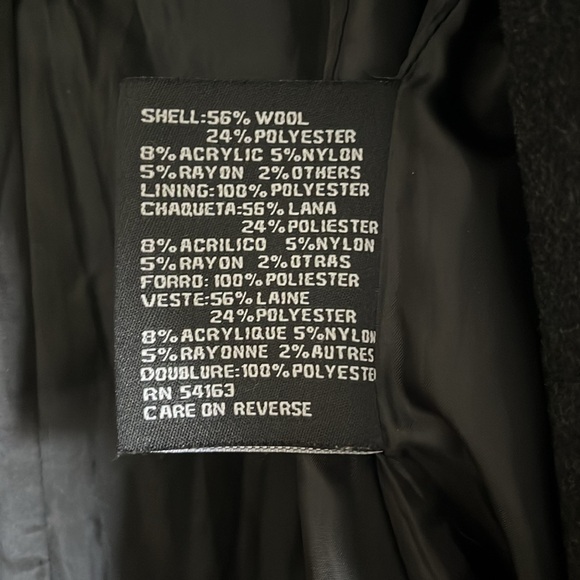 SHELL:56% WOOL
24% POLYESTER
8% ACRYLIC 5% NYLON
5% RAYON 2% OTHERS
LINING:100% POLYESTER
CHAQUETA:56% LANA
24% POLIESTER
8% ACRILICO 5% NYLON
5% RAYON 2% OTRAS
FORRO: 100% POLIESTER
VESTE:56% LAINE
24% POLYESTER
8% ACRYLIQUE 5% NYLON
5% RAYONNE 2% AUTRES
DOUBLURE:100% POLYESTER
RN 54163
CARE ON REVERSE